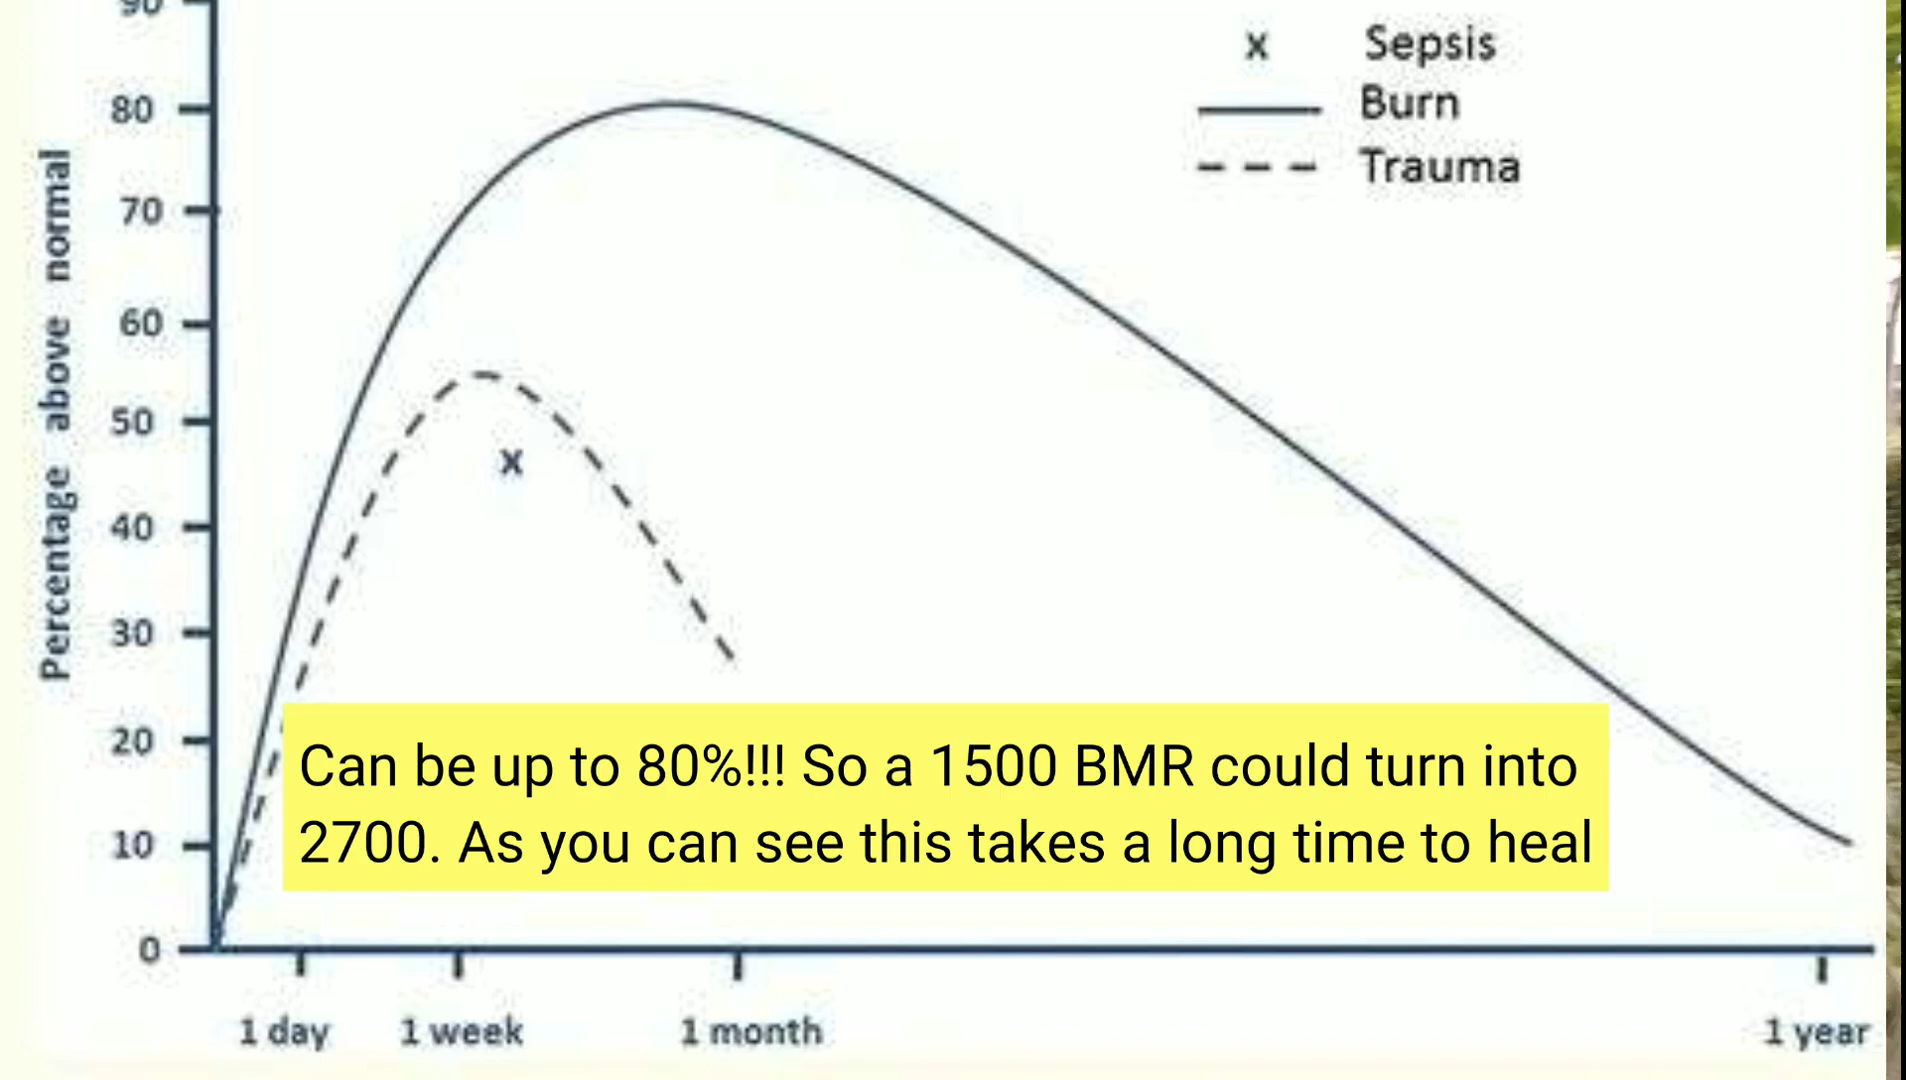 90
x Sepsis
Burn
Trauma
80
70
60
50
40
30
20
10
0
Percentage above normal
x
Can be up to 80%!!! So a 1500 BMR could turn into
2700. As you can see this takes a long time to heal
1 day 1 week 1 month 1 year